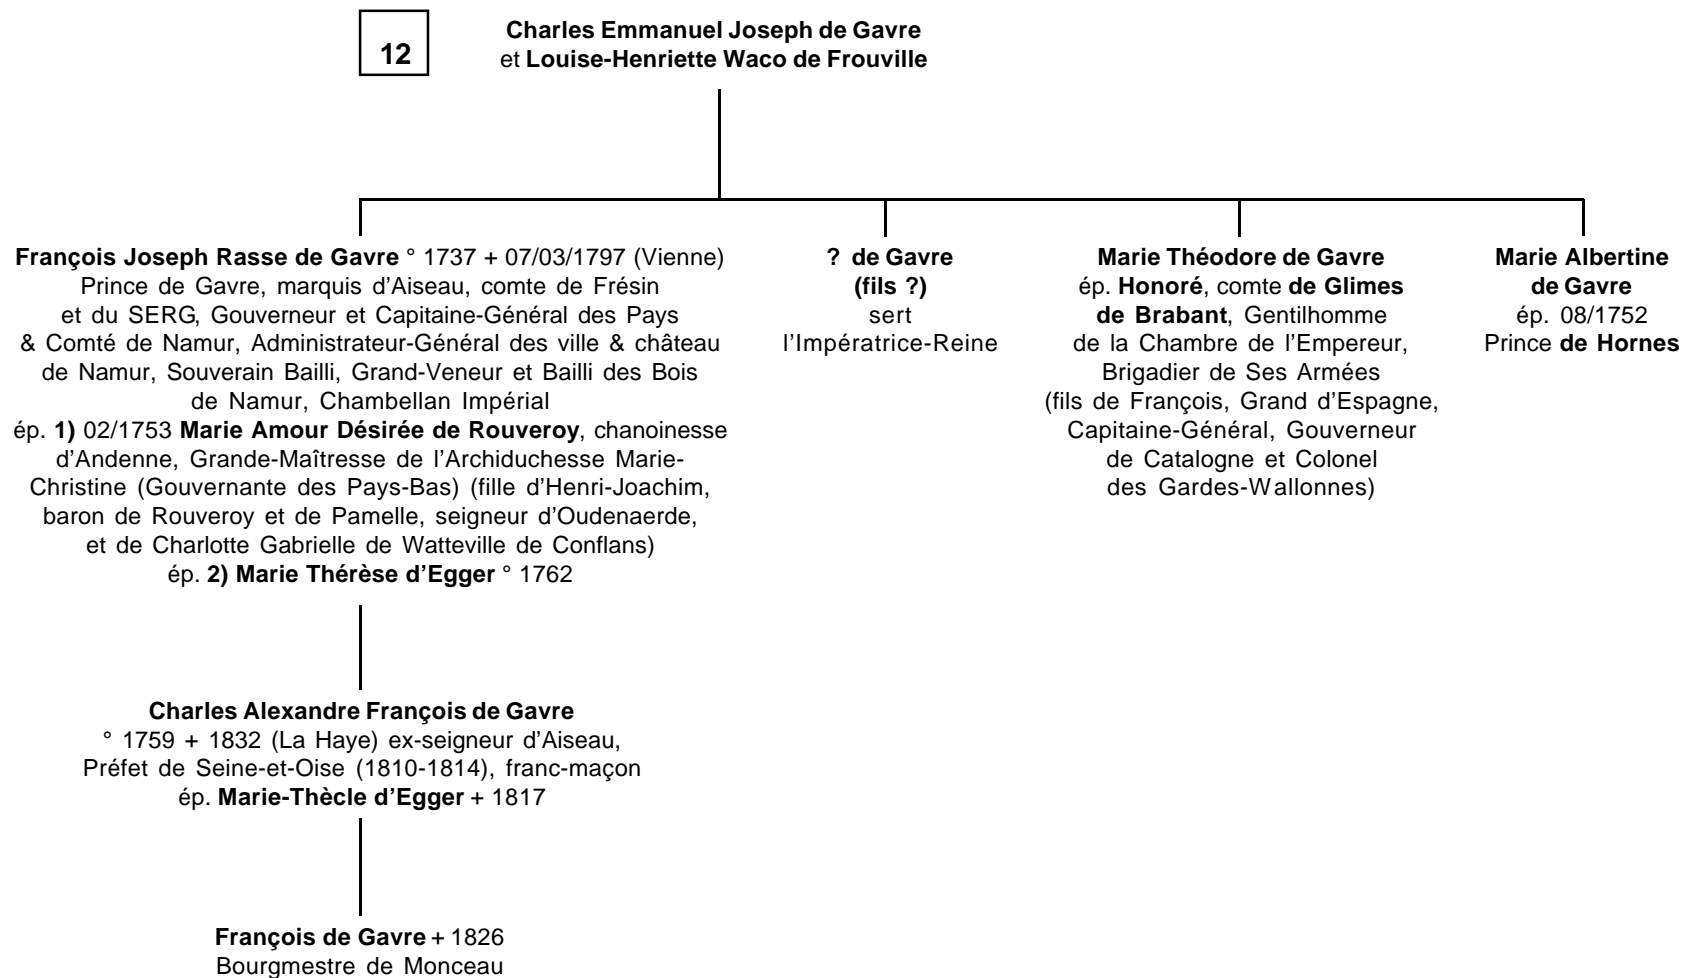 12
Charles Emmanuel Joseph de Gavre
et Louise-Henriette Waco de Frouville
François Joseph Rasse de Gavre ° 1737 + 07/03/1797 (Vienne)
Prince de Gavre, marquis d'Aiseau, comte de Frésin
et du SERG, Gouverneur et Capitaine-Général des Pays
& Comté de Namur, Administrateur-Général des ville & château
de Namur, Souverain Bailli, Grand-Veneur et Bailli des Bois
de Namur, Chambellan Impérial
ép. 1) 02/1753 Marie Amour Désirée de Rouveroy, chanoinesse
d'Andenne, Grande-Maîtresse de l'Archiduchesse Marie-
Christine (Gouvernante des Pays-Bas) (fille d'Henri-Joachim,
baron de Rouveroy et de Pamelle, seigneur d'Oudenaerde,
et de Charlotte Gabrielle de Watteville de Conflans)
ép. 2) Marie Thérèse d'Egger ° 1762
? de Gavre
(fils ?)
sert
l'Impératrice-Reine
Marie Théodore de Gavre
ép. Honoré, comte de Glimes
de Brabant, Gentilhomme
de la Chambre de l'Empereur,
Brigadier de Ses Armées
(fils de François, Grand d'Espagne,
Capitaine-Général, Gouverneur
de Catalogne et Colonel
des Gardes-Wallonnes)
Marie Albertine
de Gavre
ép. 08/1752
Prince de Hornes
Charles Alexandre François de Gavre
° 1759 + 1832 (La Haye) ex-seigneur d'Aiseau,
Préfet de Seine-et-Oise (1810-1814), franc-maçon
ép. Marie-Thècle d'Egger + 1817
François de Gavre + 1826
Bourgmestre de Monceau